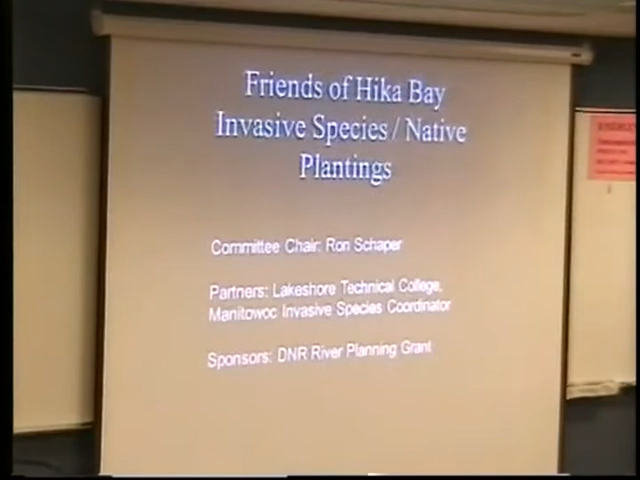 Friends of Hika Bay
Invasive Species / Native
Plantings
Committee Chair: Ron Schaper
Partners: Lakeshore Technical College,
Manitowoc Invasive Species Coordinator
Sponsors: DNR River Planning Grant